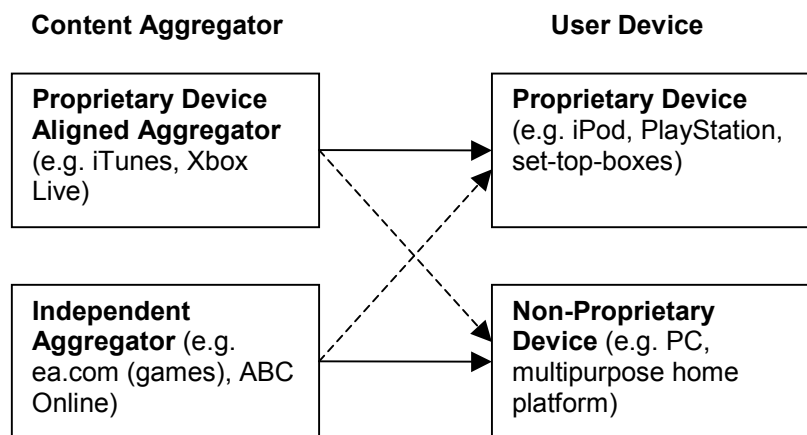 Content Aggregator
User Device
Proprietary Device
Aligned Aggregator
(e.g. iTunes, Xbox
Live)
Proprietary Device
(e.g. iPod, PlayStation,
set-top-boxes)
Independent
Aggregator (e.g.
ea.com (games), ABC
Online)
Non-Proprietary
Device (e.g. PC,
multipurpose home
platform)